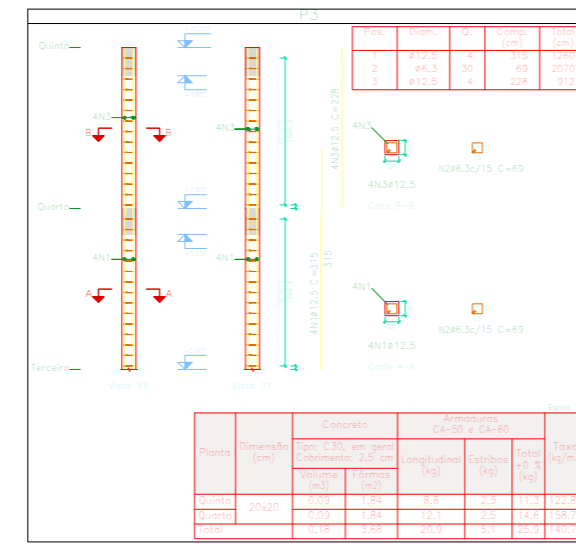 P3
Pos. Diam. Q. Comp. (cm) Total (cm)
1 ø12.5 4 315 1260
2 ø6.3 30 69 2070
3 ø12.5 4 228 912
Quinto
4N3
B B
Quarto
4N1
A A
Terceiro
Vista XX
4N3
4N1
Vista YY
4N3ø12.5 C=228
4N1ø12.5 C=315
315
4N3
4N3ø12.5
Corte B-B
N2ø6.3c/15 C=69
4N1
4N1ø12.5
Corte A-A
N2ø6.3c/15 C=69
Planta
Dimensão (cm)
Concreto
Tipo: C30, em geral
Cobrimento: 2.5 cm
Volume (m3)
Fôrmas (m2)
Armaduras
CA-50 e CA-60
Longitudinal (kg)
Estribos (kg)
Total +0 % (kg)
Quinto 20x20 0.09 1.84 8.8 2.5 11.3
Quarto 0.09 1.84 12.1 2.5 14.6
Total 0.18 3.68 20.9 5.1 25.9